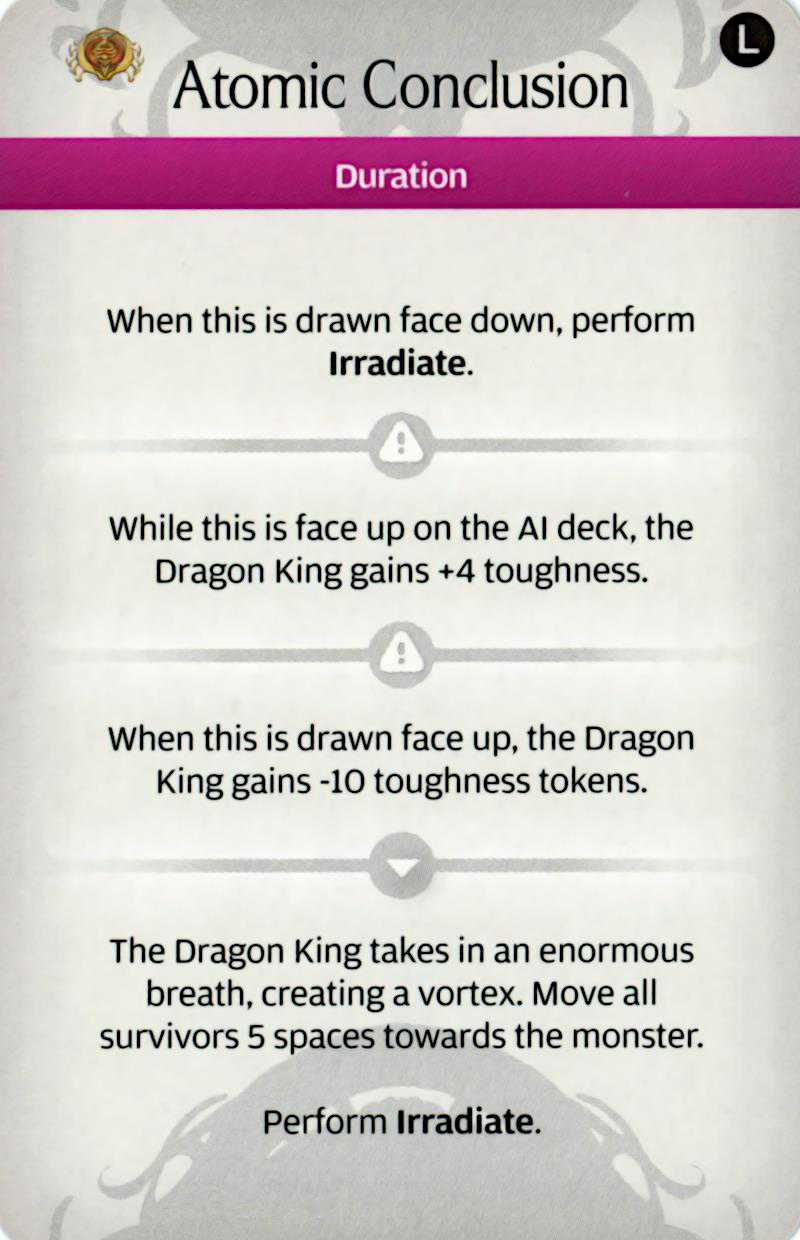 L
Atomic Conclusion
Duration
When this is drawn face down, perform
Irradiate.
While this is face up on the AI deck, the
Dragon King gains +4 toughness.
When this is drawn face up, the Dragon
King gains -10 toughness tokens.
The Dragon King takes in an enormous
breath, creating a vortex. Move all
survivors 5 spaces towards the monster.
Perform Irradiate.